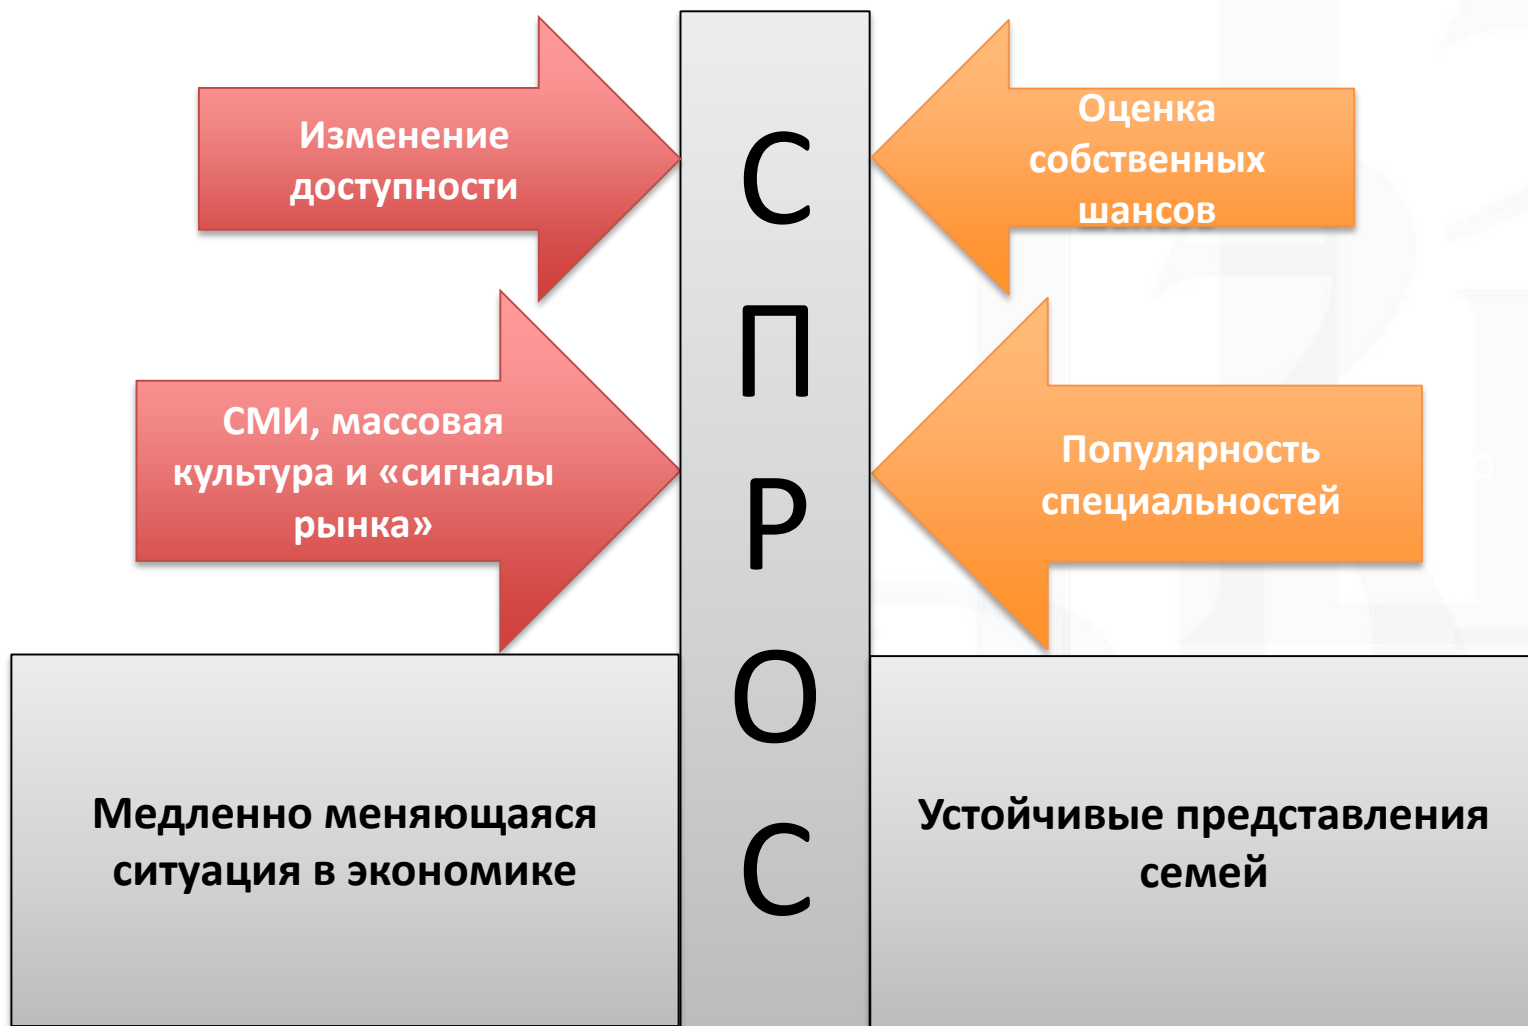 Изменение
доступности
СМИ, массовая
культура и «сигналы
рынка»
С
П
Р
О
С
Оценка
собственных
шансов
Популярность
специальностей
Медленно меняющаяся
ситуация в экономике
Устойчивые представления
семей